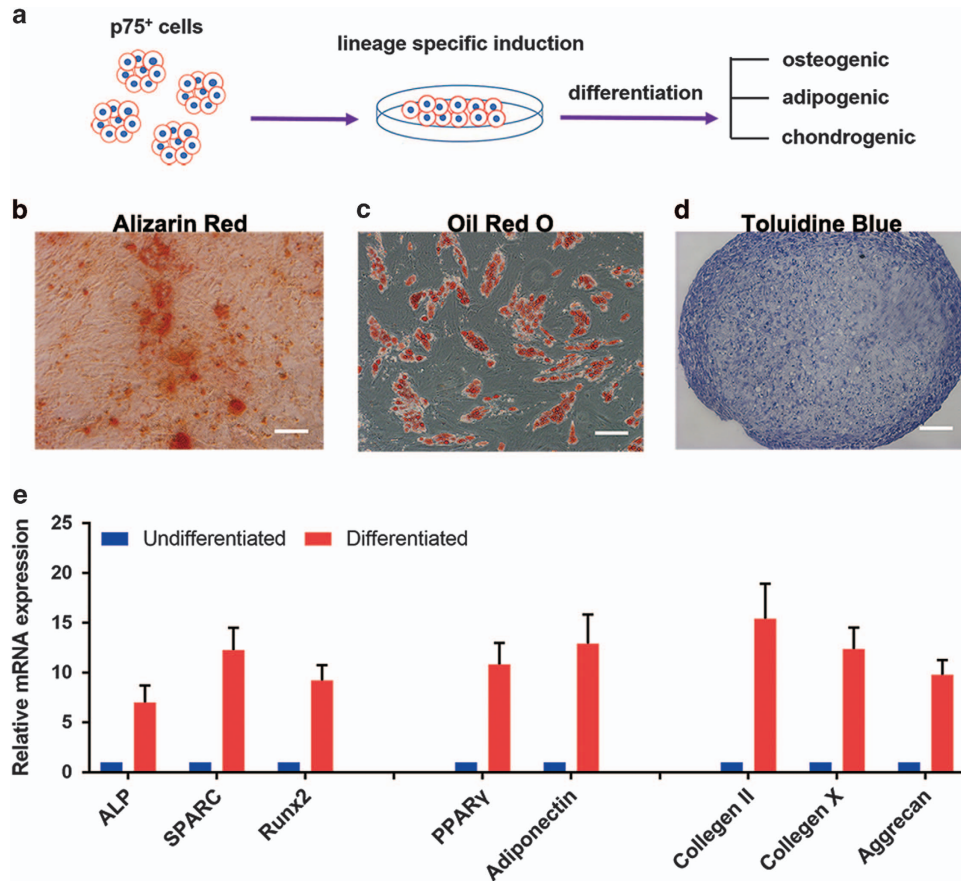 a
p75+ cells
lineage specific induction
differentiation
osteogenic
adipogenic
chondrogenic
b
Alizarin Red
c
Oil Red O
d
Toluidine Blue
e
Relative mRNA expression
25
20
15
10
5
0
Undifferentiated
Differentiated
ALP
SPARC
Runx2
PPARγ
Adiponectin
Collegen II
Collegen X
Aggrecan